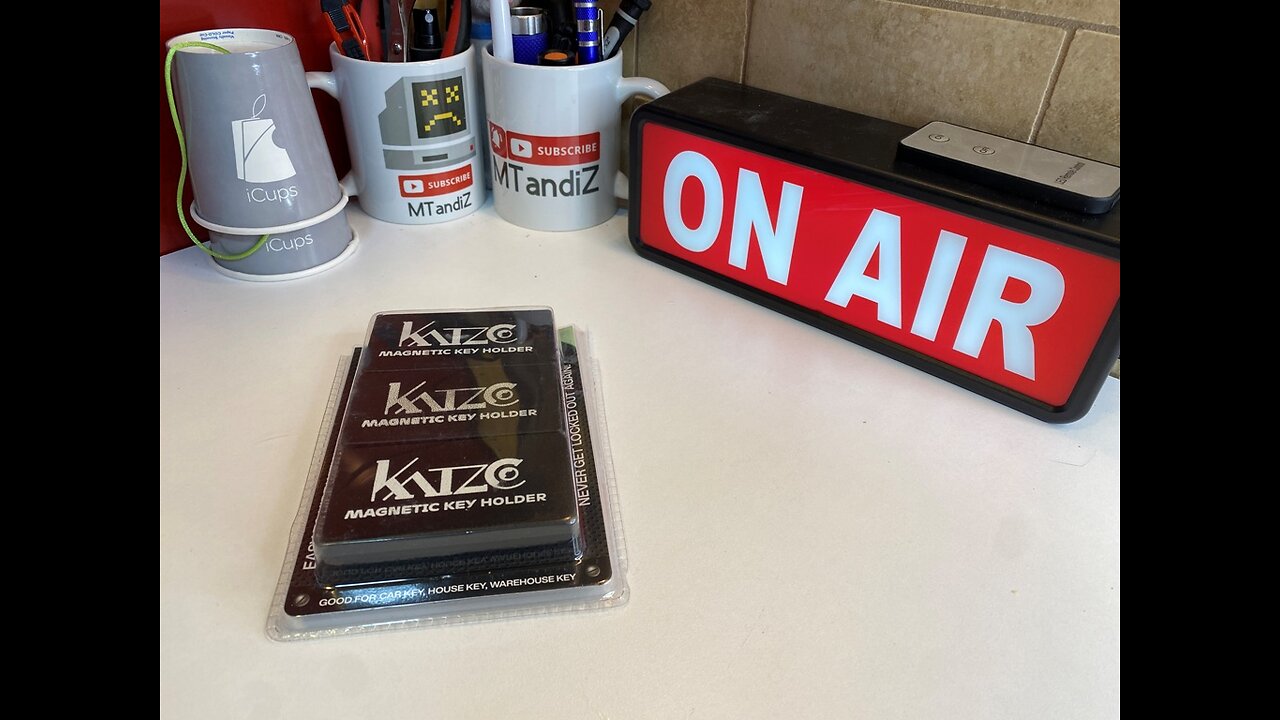 iCups
iCups
SUBSCRIBE
MTandiZ
SUBSCRIBE
MTandiZ
ON AIR
KATZCO
MAGNETIC KEY HOLDER
KATZCO
MAGNETIC KEY HOLDER
KATZCO
MAGNETIC KEY HOLDER
NEVER GET LOCKED OUT AGAIN!
GOOD FOR CAR KEY, HOUSE KEY, WAREHOUSE KEY